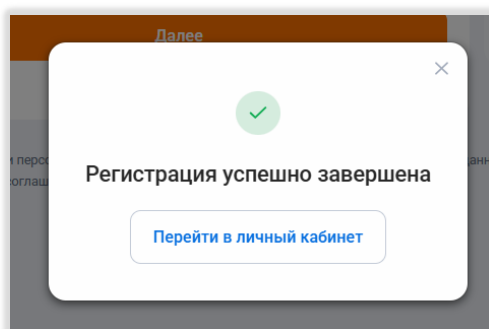 Далее
и
Регистрация успешно завершена
Перейти в личный кабинет